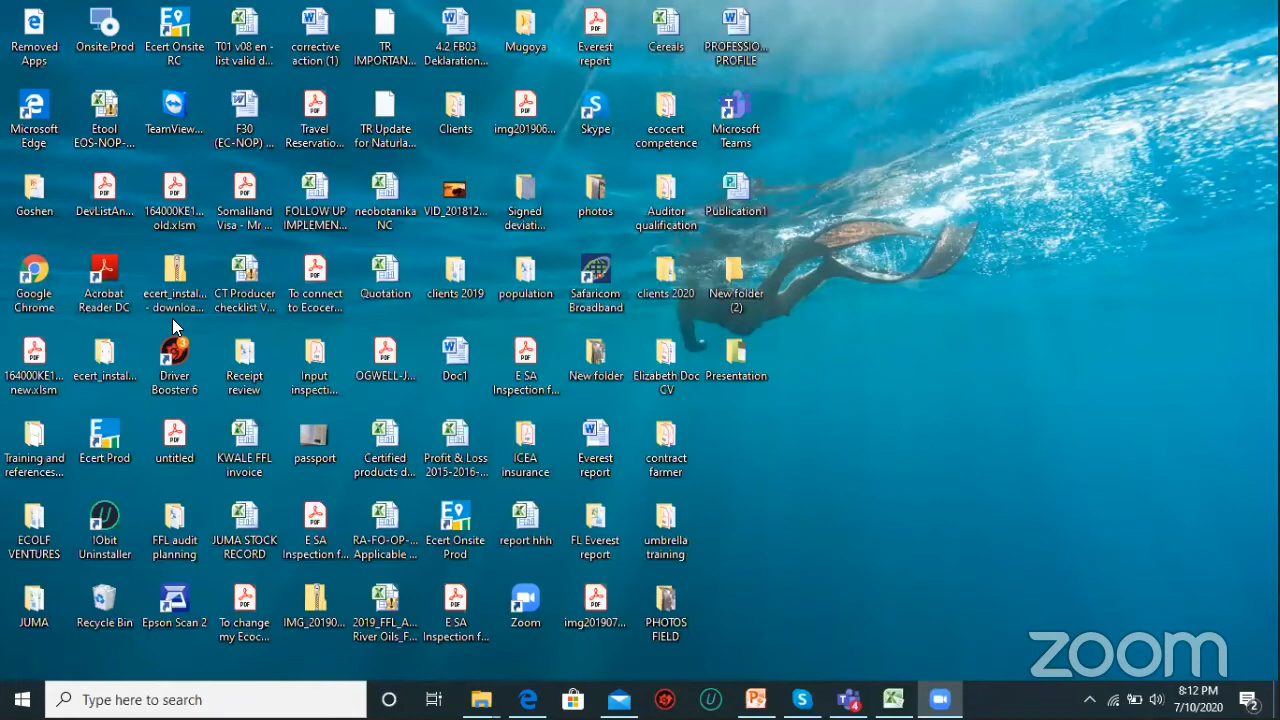 Removed
Apps
Onsite.Prod
Ecert Onsite
RC
T01 v08 en -
list valid d...
corrective
action (1)
TR
IMPORTAN...
4.2 FB03
Deklaration...
Mugoya
Everest
report
Cereals
PROFESSIO...
PROFILE
Microsoft
Edge
Etool
EOS-NOP-...
TeamView...
F30
(EC-NOP) ...
Travel
Reservatio...
TR Update
for Naturla...
Clients
img201906...
Skype
ecocert
competence
Microsoft
Teams
Goshen
DevListAn...
164000KE1...
old.xlsm
Somaliland
Visa - Mr ...
FOLLOW UP
IMPLEMEN...
neobotanika
NC
VID_201812...
Signed
deviati...
photos
Auditor
qualification
Publication1
Google
Chrome
Acrobat
Reader DC
ecert_instal...
- downloa...
CT Producer
checklist V...
To connect
to Ecocer...
Quotation
clients 2019
population
Safaricom
Broadband
clients 2020
New folder
(2)
164000KE1...
new.xlsm
ecert_instal...
3
Driver
Booster 6
Receipt
review
Input
inspecti...
OGWELL-J...
Doc1
E SA
Inspection f...
New folder
Elizabeth Doc
CV
Presentation
Training and
references...
Ecert Prod
untitled
KWALE FFL
invoice
passport
Certified
products d...
Profit & Loss
2015-2016-...
ICEA
insurance
Everest
report
contract
farmer
ECOLF
VENTURES
IObit
Uninstaller
FFL audit
planning
JUMA STOCK
RECORD
E SA
Inspection f...
RA-FO-OP-...
Applicable ...
Ecert Onsite
Prod
report hhh
FL Everest
report
umbrella
training
JUMA
Recycle Bin
Epson Scan 2
To change
my Ecoc...
IMG_20190...
2019_FFL_A...
River Oils_F...
E SA
Inspection f...
Zoom
img201907...
PHOTOS
FIELD
zoom
Type here to search
4
8:12 PM
7/10/2020
2